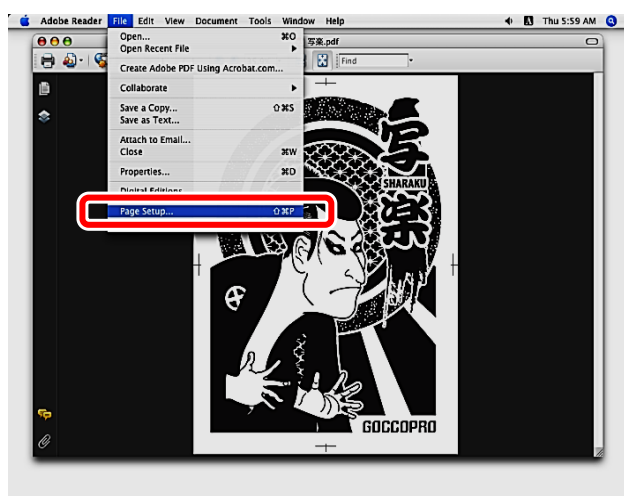 Adobe Reader File Edit View Document Tools Window Help Thu 5:59 AM
写楽.pdf
Open... ⌘O
Open Recent File
Find
Create Adobe PDF Using Acrobat.com...
Collaborate
Save a Copy... ⇧⌘S
Save as Text...
Attach to Email...
Close ⌘W
Properties... ⌘D
Digital Editions...
Page Setup... ⇧⌘P
写楽
SHARAKU
GOCCOPRO